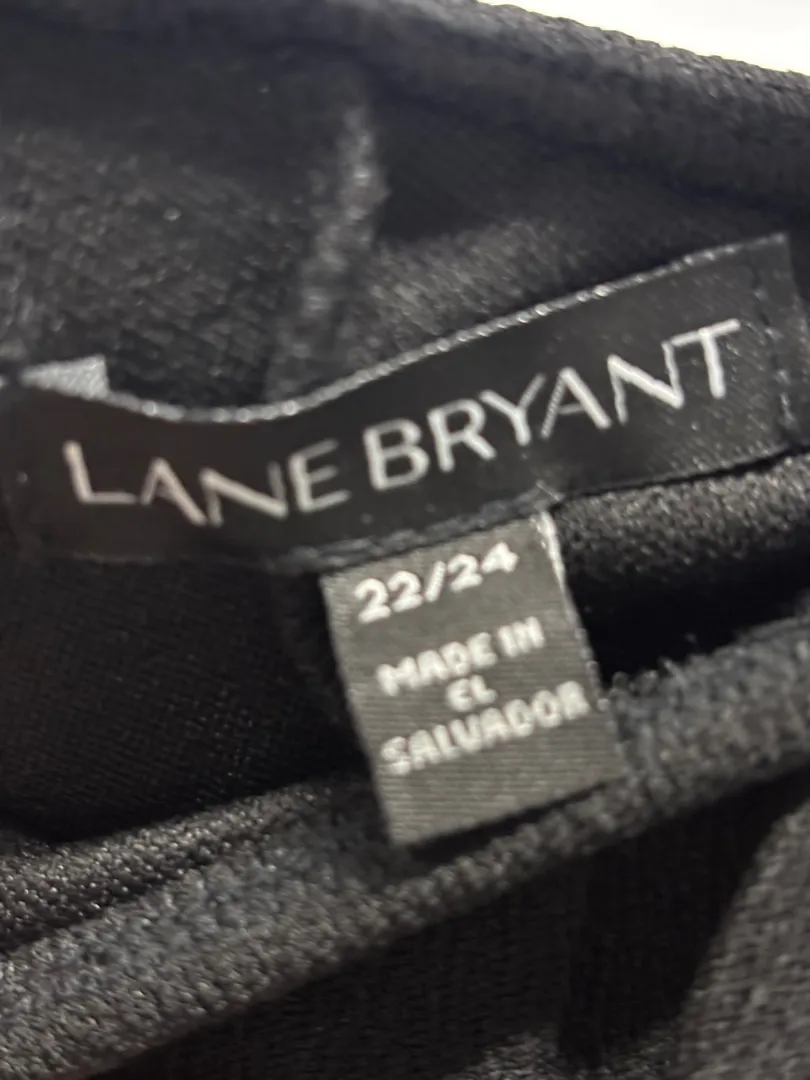 LANE BRYANT
22/24
MADE IN
EL
SALVADOR